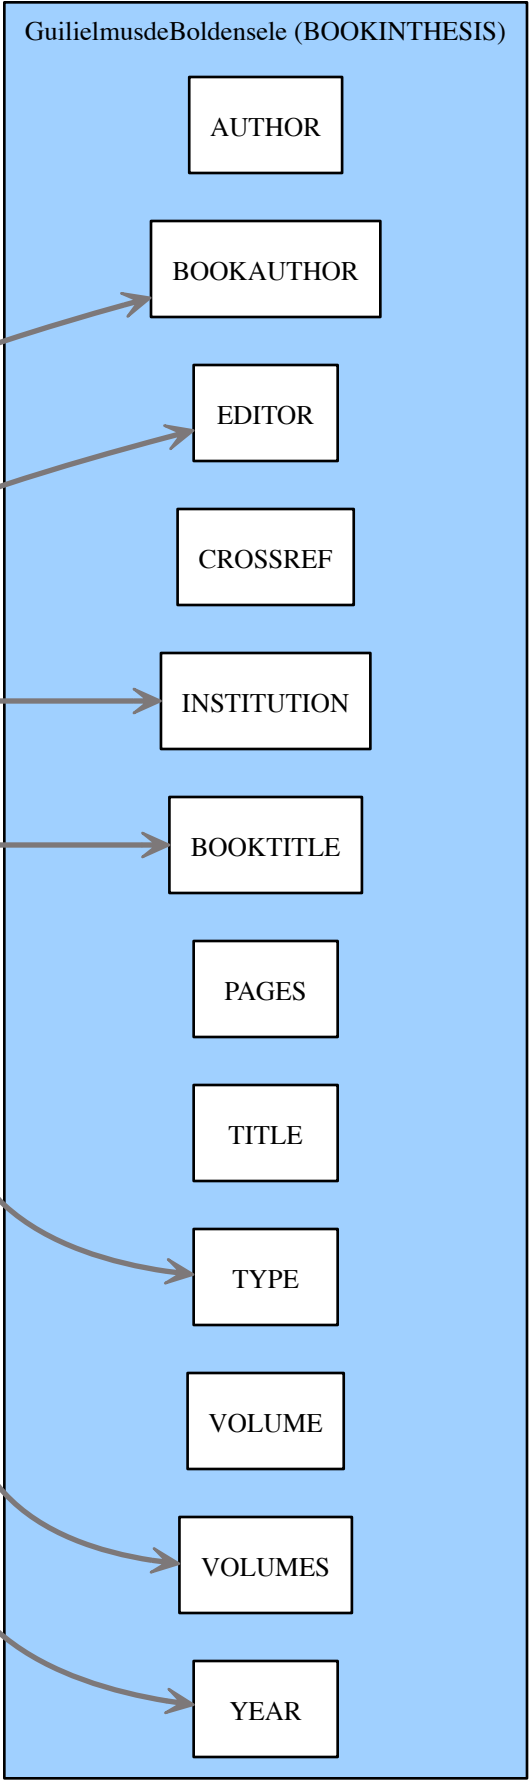 GuilielmusdeBoldensele (BOOKINTHESIS)
AUTHOR
BOOKAUTHOR
EDITOR
CROSSREF
INSTITUTION
BOOKTITLE
PAGES
TITLE
TYPE
VOLUME
VOLUMES
YEAR